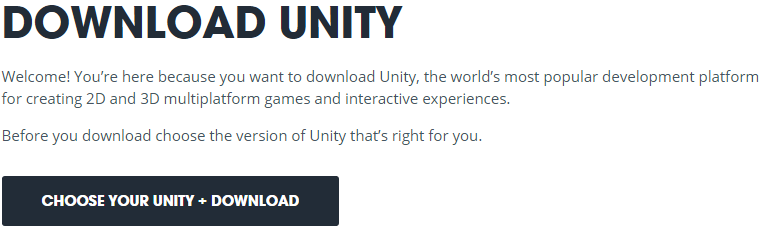 DOWNLOAD UNITY
Welcome! You’re here because you want to download Unity, the world’s most popular development platform
for creating 2D and 3D multiplatform games and interactive experiences.
Before you download choose the version of Unity that’s right for you.
CHOOSE YOUR UNITY + DOWNLOAD